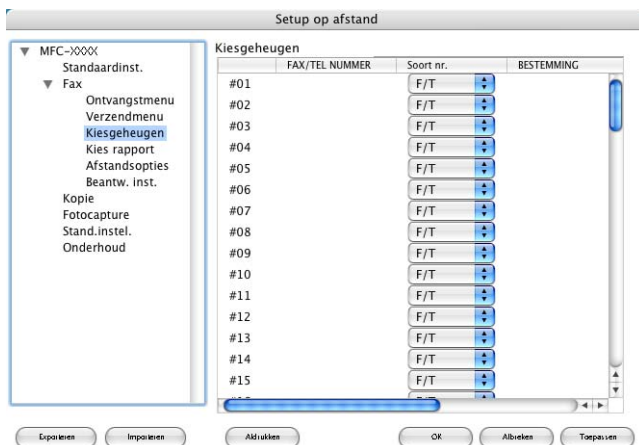 Setup op afstand
MFC-XXXX
Standaardinst.
Fax
Ontvangstmenu
Verzendmenu
Kiesgeheugen
Kies rapport
Afstandsopties
Beantw. inst.
Kopie
Fotocapture
Stand.instel.
Onderhoud
Kiesgeheugen
FAX/TEL NUMMER Soort nr. BESTEMMING
#01 F/T
#02 F/T
#03 F/T
#04 F/T
#05 F/T
#06 F/T
#07 F/T
#08 F/T
#09 F/T
#10 F/T
#11 F/T
#12 F/T
#13 F/T
#14 F/T
#15 F/T
Exporteren Importeren Afdrukken OK Afbreken Toepassen